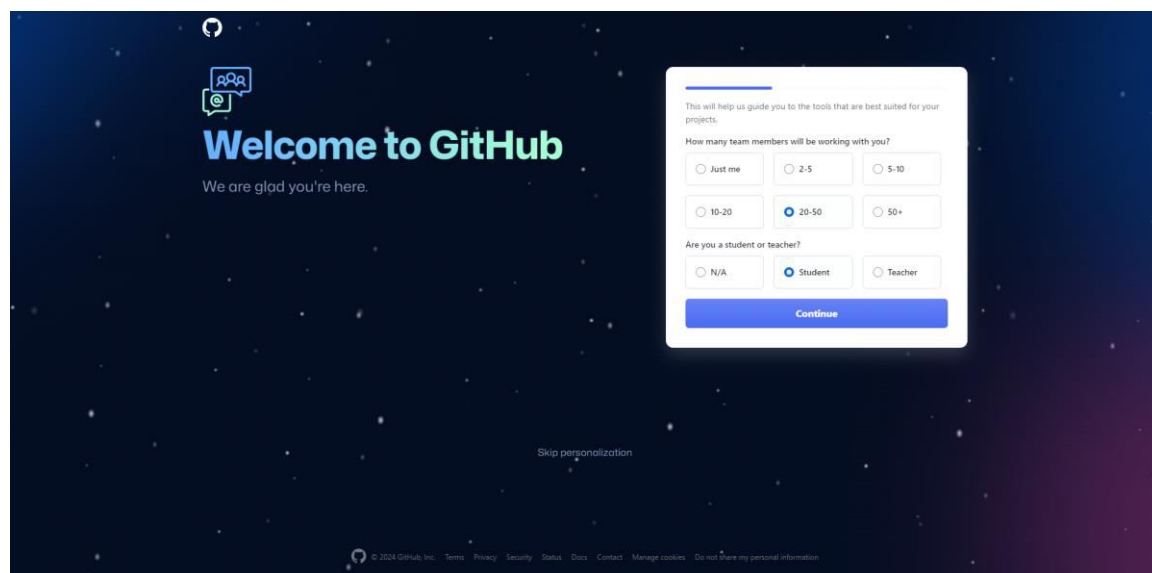 @
Welcome to GitHub
We are glad you're here.
This will help us guide you to the tools that are best suited for your
projects.
How many team members will be working with you?
Just me 2-5 5-10
10-20 20-50 50+
Are you a student or teacher?
N/A Student Teacher
Continue
Skip personalization
© 2024 GitHub, Inc. Terms Privacy Security Status Docs Contact Manage cookies Do not share my personal information